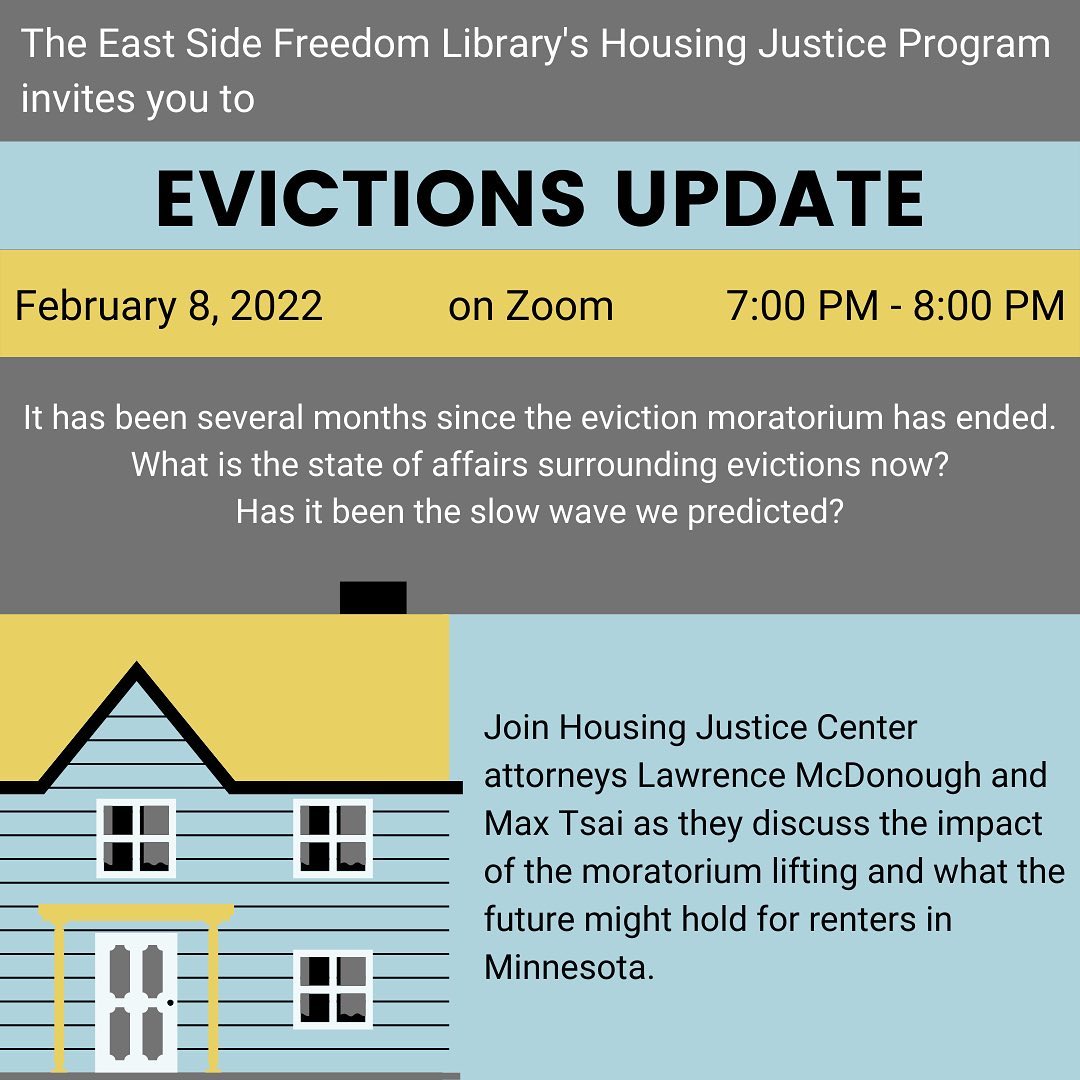 The East Side Freedom Library's Housing Justice Program
invites you to
EVICTIONS UPDATE
February 8, 2022 on Zoom 7:00 PM - 8:00 PM
It has been several months since the eviction moratorium has ended.
What is the state of affairs surrounding evictions now?
Has it been the slow wave we predicted?
Join Housing Justice Center
attorneys Lawrence McDonough and
Max Tsai as they discuss the impact
of the moratorium lifting and what the
future might hold for renters in
Minnesota.